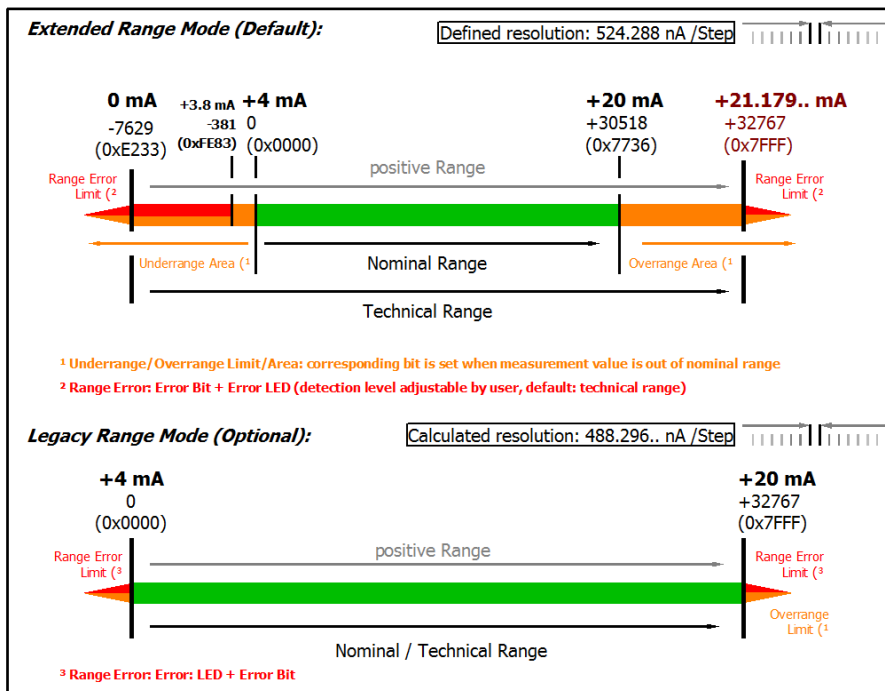 Extended Range Mode (Default):
Defined resolution: 524.288 nA /Step
0 mA
-7629
(0xE233)
+3.8 mA
-381
(0xFE83)
+4 mA
0
(0x0000)
+20 mA
+30518
(0x7736)
+21.179.. mA
+32767
(0x7FFF)
Range Error
Limit (²
positive Range
Range Error
Limit (²
Underrange Area (¹
Nominal Range
Overrange Area (¹
Technical Range
¹ Underrange/Overrange Limit/Area: corresponding bit is set when measurement value is out of nominal range
² Range Error: Error Bit + Error LED (detection level adjustable by user, default: technical range)
Legacy Range Mode (Optional):
Calculated resolution: 488.296.. nA /Step
+4 mA
0
(0x0000)
+20 mA
+32767
(0x7FFF)
Range Error
Limit (³
positive Range
Range Error
Limit (³
Overrange
Limit (¹
Nominal / Technical Range
³ Range Error: Error: LED + Error Bit